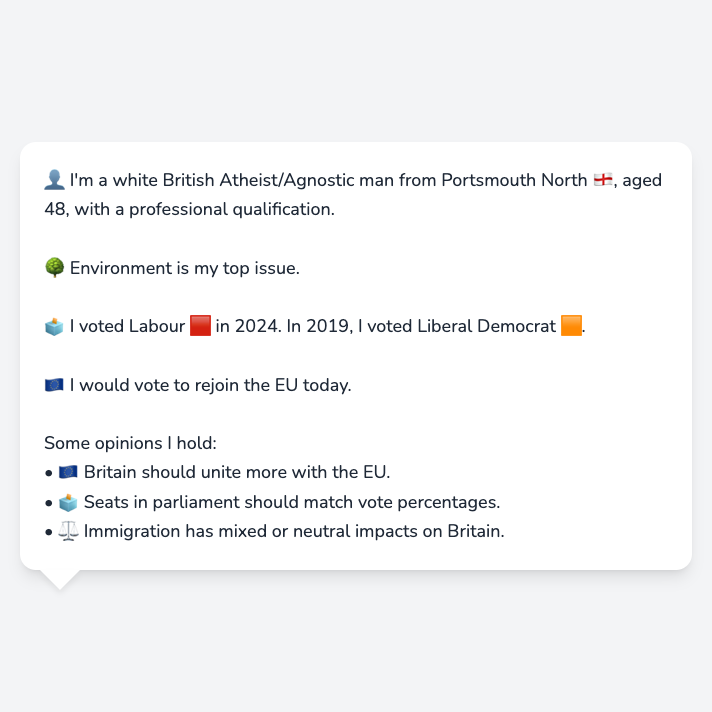 👤 I'm a white British Atheist/Agnostic man from Portsmouth North 🏴󠁧󠁢󠁥󠁮󠁧󠁿, aged
48, with a professional qualification.
🌳 Environment is my top issue.
🗳️ I voted Labour 🟥 in 2024. In 2019, I voted Liberal Democrat 🟧.
🇪🇺 I would vote to rejoin the EU today.
Some opinions I hold:
• 🇪🇺 Britain should unite more with the EU.
• 🗳️ Seats in parliament should match vote percentages.
• ⚖️ Immigration has mixed or neutral impacts on Britain.